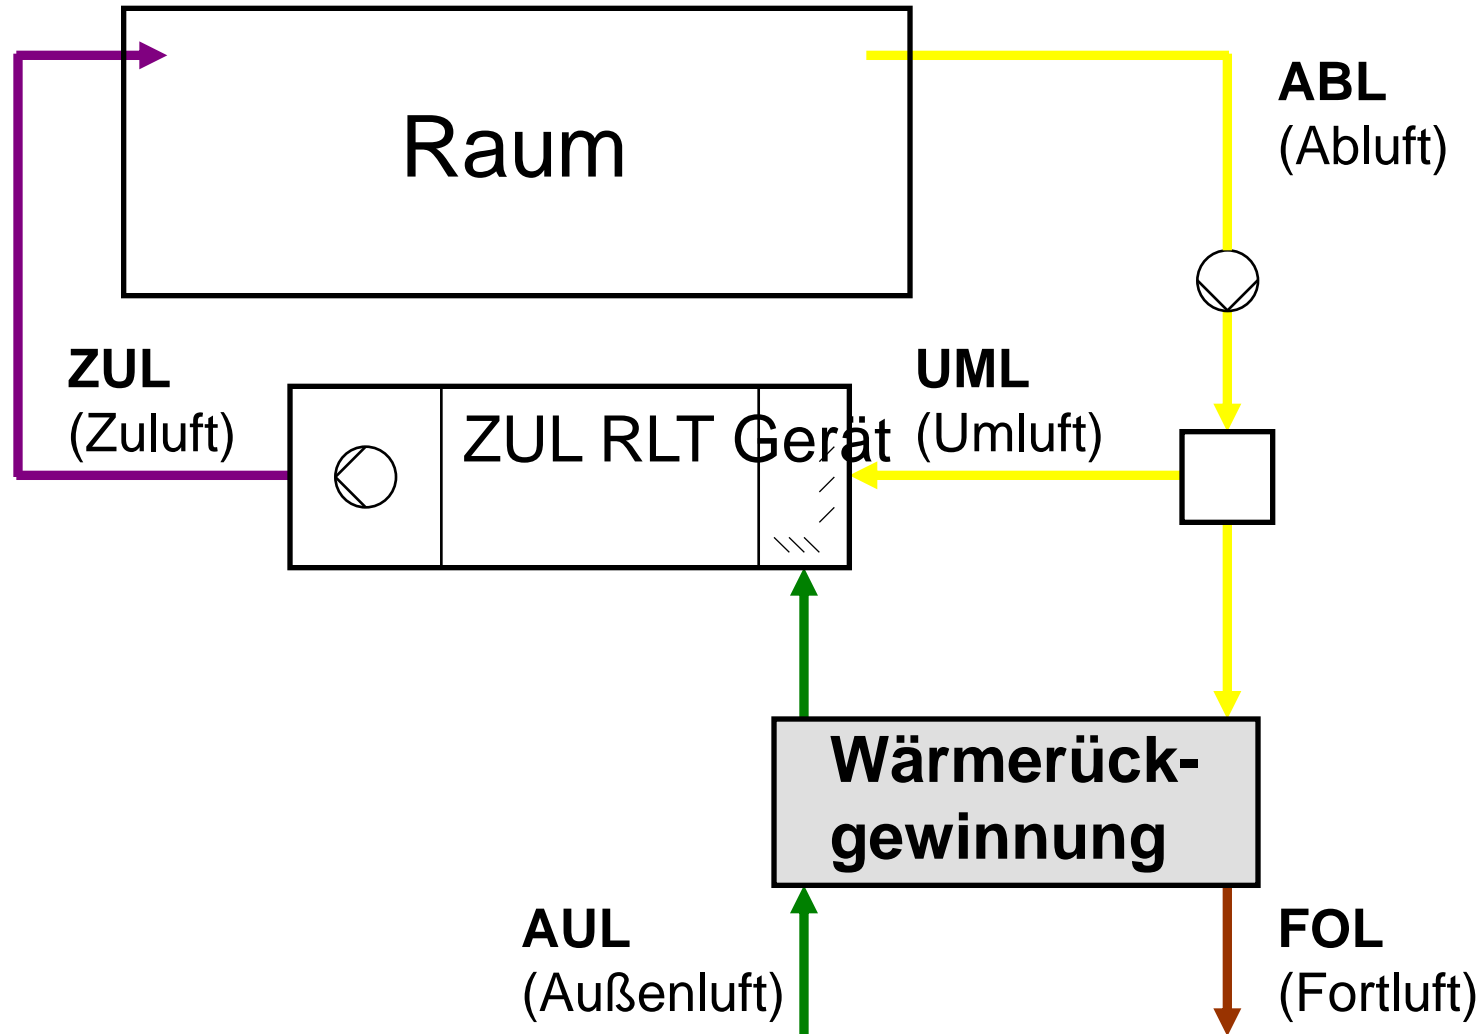 Raum
ABL
(Abluft)
ZUL
(Zuluft)
ZUL RLT Gerät
UML
(Umluft)
Wärmerück-
gewinnung
AUL
(Außenluft)
FOL
(Fortluft)